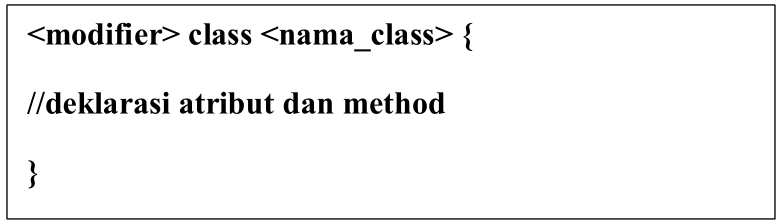 <modifier> class <nama_class> {
//deklarasi atribut dan method
}